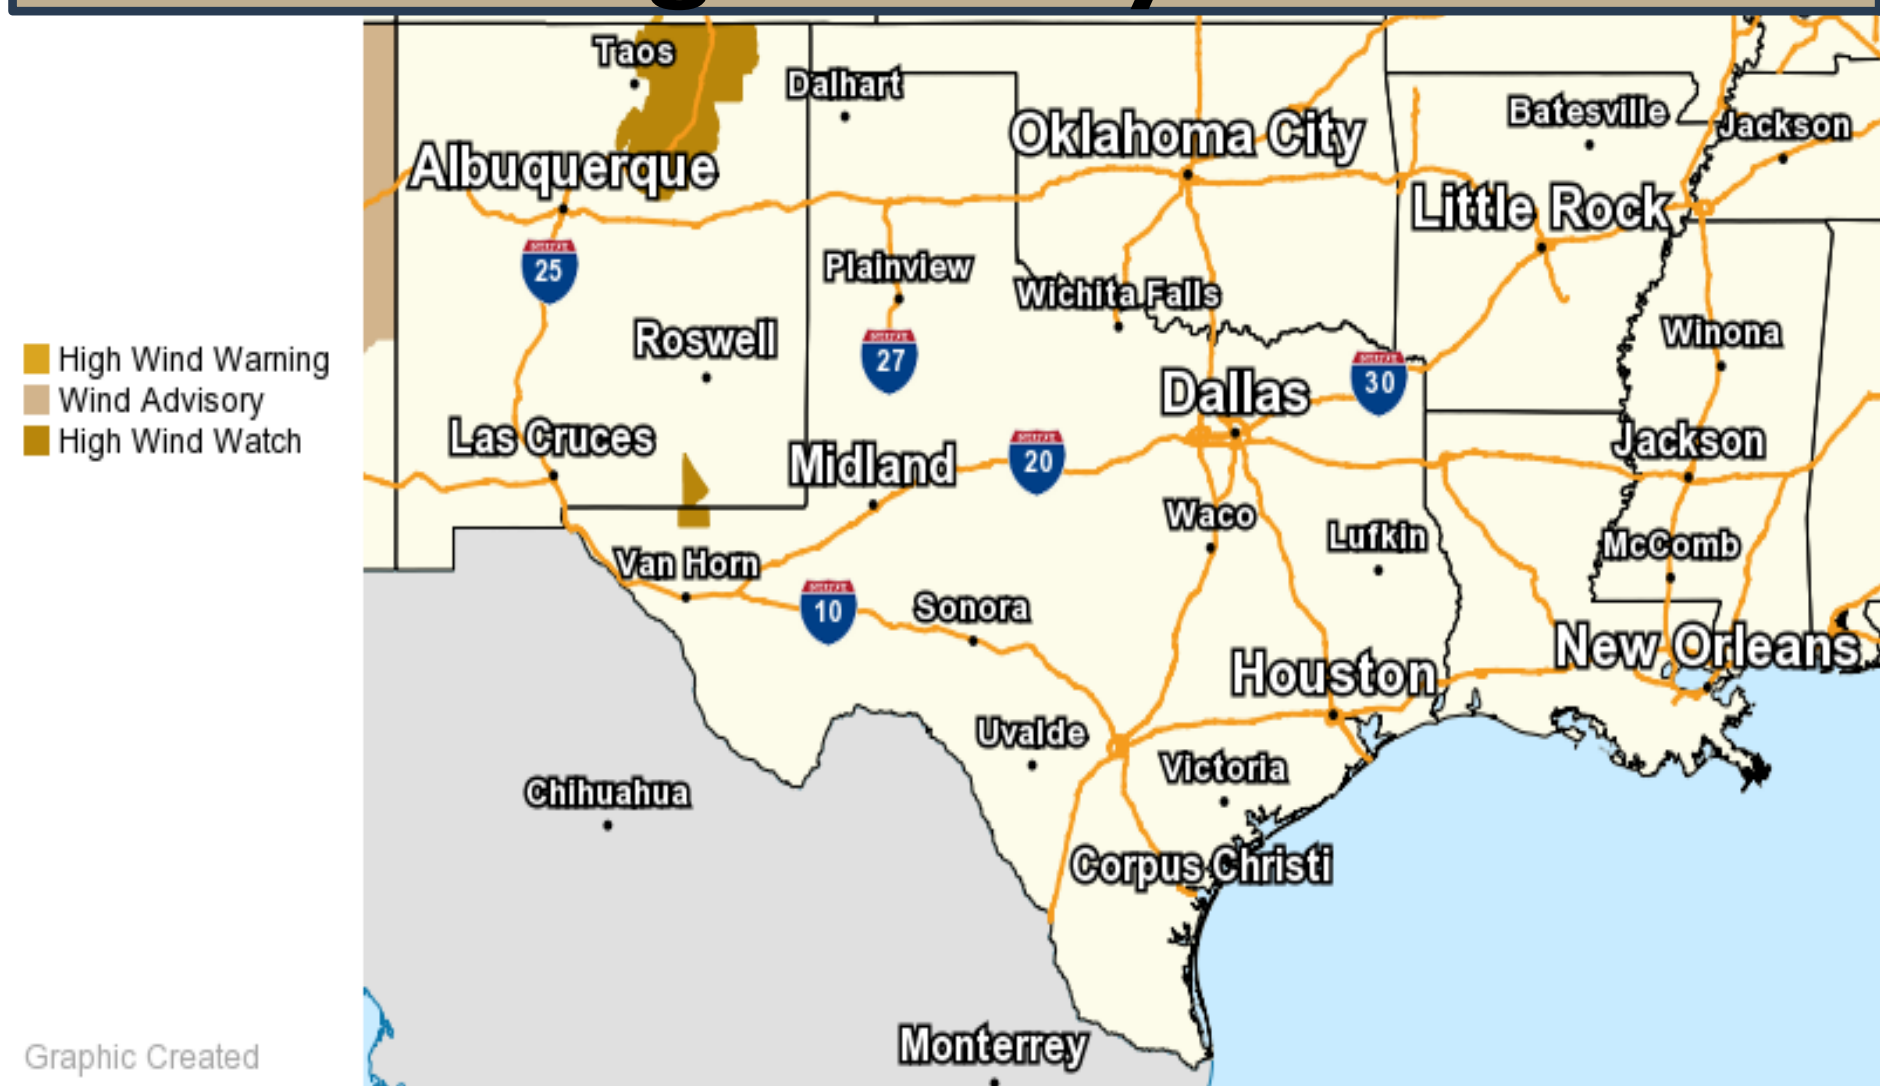 Taos
Dalhart
Batesville
Jackson
Oklahoma City
Albuquerque
Little Rock
25
Plainview
Wichita Falls
Roswell
27
Winona
30
High Wind Warning
Wind Advisory
High Wind Watch
Dallas
Las Cruces
Midland
20
Jackson
Waco
Lufkin
McComb
Van Horn
10
Sonora
New Orleans
Houston
Uvalde
Victoria
Chihuahua
Corpus Christi
Monterrey
Graphic Created